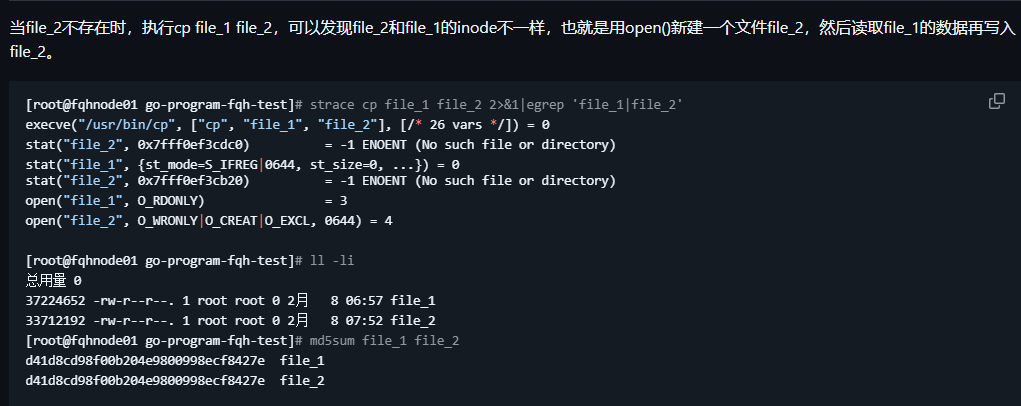 当file_2不存在时，执行cp file_1 file_2，可以发现file_2和file_1的inode不一样，也就是用open()新建一个文件file_2，然后读取file_1的数据再写入
file_2。
[root@fqhnode01 go-program-fqh-test]# strace cp file_1 file_2 2>&1|egrep 'file_1|file_2'
execve("/usr/bin/cp", ["cp", "file_1", "file_2"], [/* 26 vars */]) = 0
stat("file_2", 0x7fff0ef3cdc0)          = -1 ENOENT (No such file or directory)
stat("file_1", {st_mode=S_IFREG|0644, st_size=0, ...}) = 0
stat("file_2", 0x7fff0ef3cb20)          = -1 ENOENT (No such file or directory)
open("file_1", O_RDONLY)                = 3
open("file_2", O_WRONLY|O_CREAT|O_EXCL, 0644) = 4
[root@fqhnode01 go-program-fqh-test]# ll -li
总用量 0
37224652 -rw-r--r--. 1 root root 0 2月   8 06:57 file_1
33712192 -rw-r--r--. 1 root root 0 2月   8 07:52 file_2
[root@fqhnode01 go-program-fqh-test]# md5sum file_1 file_2
d41d8cd98f00b204e9800998ecf8427e  file_1
d41d8cd98f00b204e9800998ecf8427e  file_2